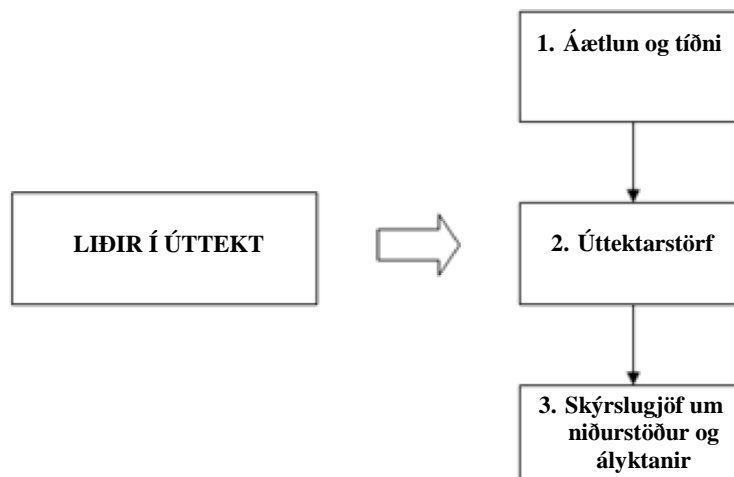 1. Áætlun og tíðni
LIÐIR Í ÚTTEKT
2. Úttektarstörf
3. Skýrslugjöf um
niðurstöður og
ályktanir